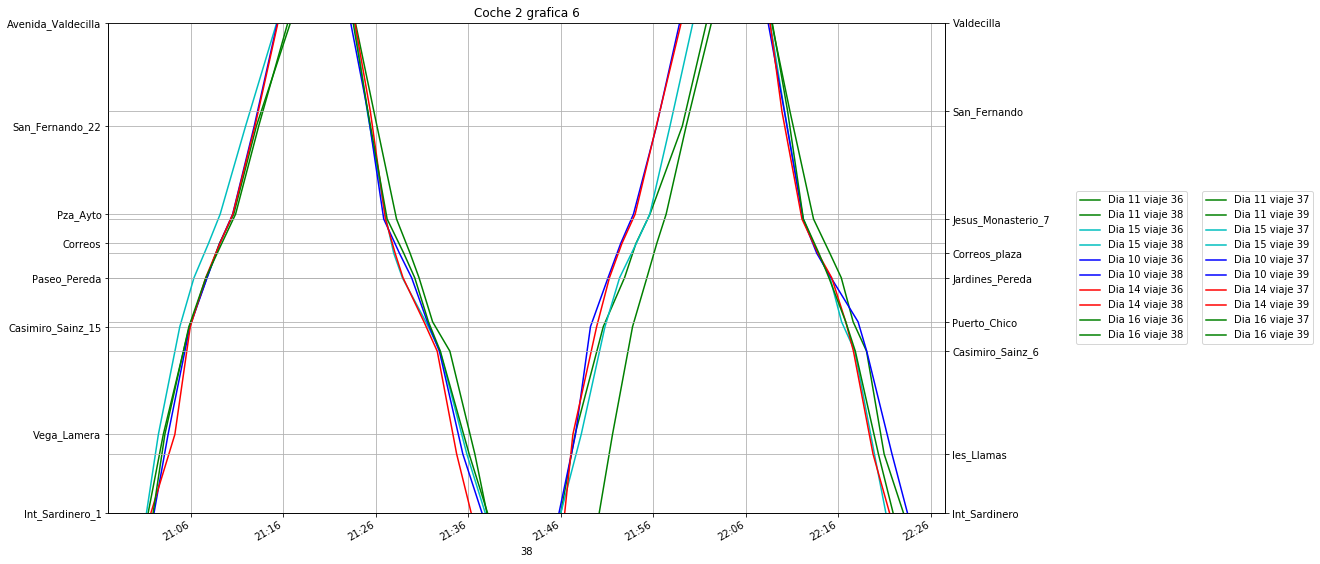 Coche 2 grafica 6
Avenida_Valdecilla
San_Fernando_22
Pza_Ayto
Correos
Paseo_Pereda
Casimiro_Sainz_15
Vega_Lamera
Int_Sardinero_1
Valdecilla
San_Fernando
Jesus_Monasterio_7
Correos_plaza
Jardines_Pereda
Puerto_Chico
Casimiro_Sainz_6
Ies_Llamas
Int_Sardinero
21:06 21:16 21:26 21:36 21:46 21:56 22:06 22:16 22:26
38
Dia 11 viaje 36
Dia 11 viaje 38
Dia 15 viaje 36
Dia 15 viaje 38
Dia 10 viaje 36
Dia 10 viaje 38
Dia 14 viaje 36
Dia 14 viaje 38
Dia 16 viaje 36
Dia 16 viaje 38
Dia 11 viaje 37
Dia 11 viaje 39
Dia 15 viaje 37
Dia 15 viaje 39
Dia 10 viaje 37
Dia 10 viaje 39
Dia 14 viaje 37
Dia 14 viaje 39
Dia 16 viaje 37
Dia 16 viaje 39